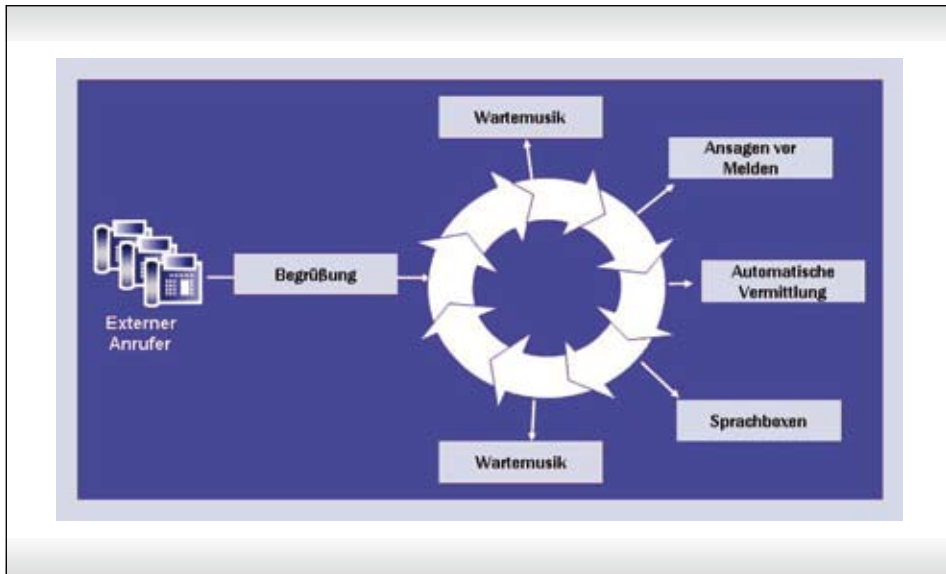 Wartemusik
Ansagen vor
Melden
Begrüßung
Automatische
Vermittlung
Externer
Anrufer
Sprachboxen
Wartemusik